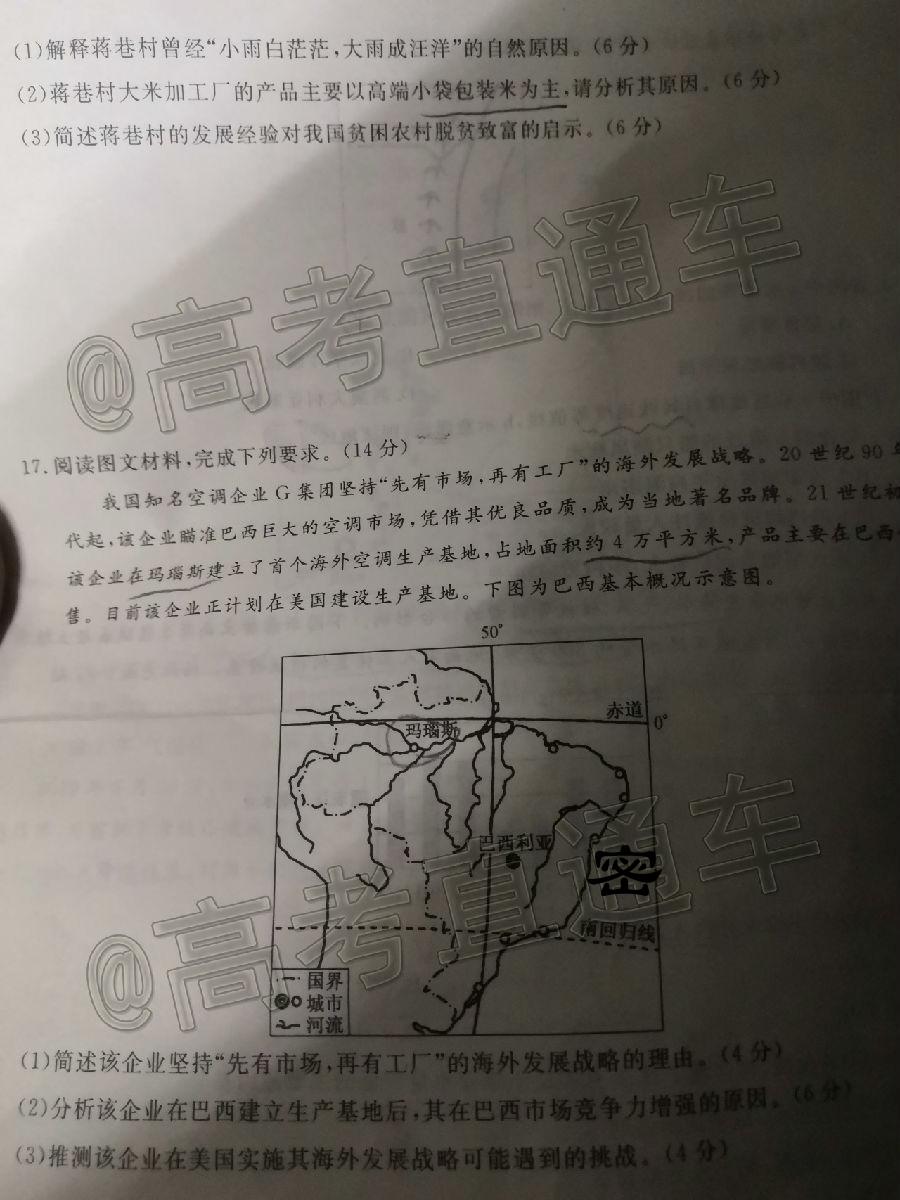 (1)解释蒋巷村曾经“小雨白茫茫,大雨成汪洋”的自然原因。(6分)
(2)蒋巷村大米加工厂的产品主要以高端小袋包装米为主,请分析其原因。(6分)
(3)简述蒋巷村的发展经验对我国贫困农村脱贫致富的启示。(6分)
@高考直通车
17.阅读图文材料,完成下列要求。(14分)
我国知名空调企业G集团坚持“先有市场,再有工厂”的海外发展战略。20世纪90年
代起,该企业瞄准巴西巨大的空调市场,凭借其优良品质,成为当地著名品牌。21世纪初
该企业在玛瑙斯建立了首个海外空调生产基地,占地面积约4万平方米,产品主要在巴西
售。目前该企业正计划在美国建设生产基地。下图为巴西基本概况示意图。
50°
赤道
0°
玛瑙斯
巴西利亚
密
南回归线
@高考直通车
国界
城市
河流
(1)简述该企业坚持“先有市场,再有工厂”的海外发展战略的理由。(4分)
(2)分析该企业在巴西建立生产基地后,其在巴西市场竞争力增强的原因。(6分)
(3)推测该企业在美国实施其海外发展战略可能遇到的挑战。(4分)